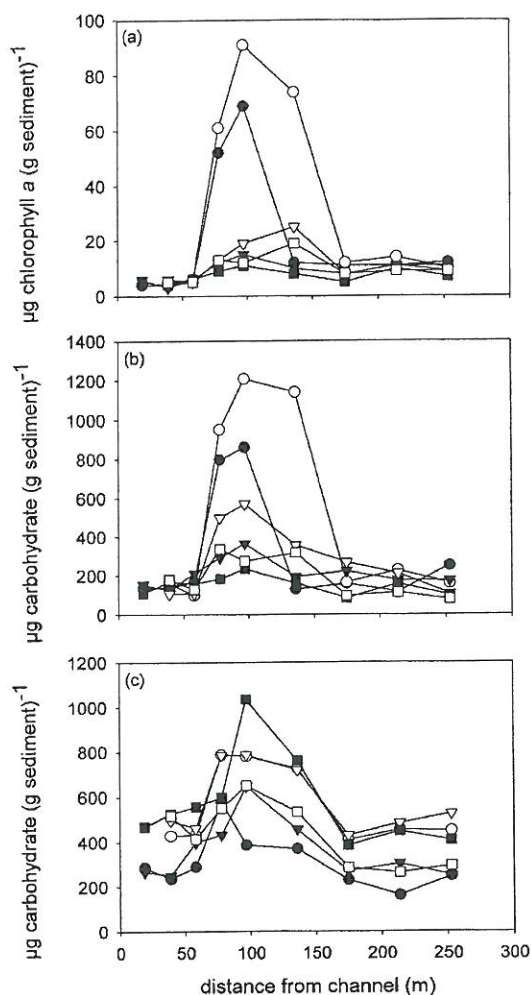 (a)
µg chlorophyll a (g sediment)⁻¹
100
80
60
40
20
0
(b)
µg carbohydrate (g sediment)⁻¹
1400
1200
1000
800
600
400
200
0
(c)
µg carbohydrate (g sediment)⁻¹
1200
1000
800
600
400
200
0
0 50 100 150 200 250 300
distance from channel (m)